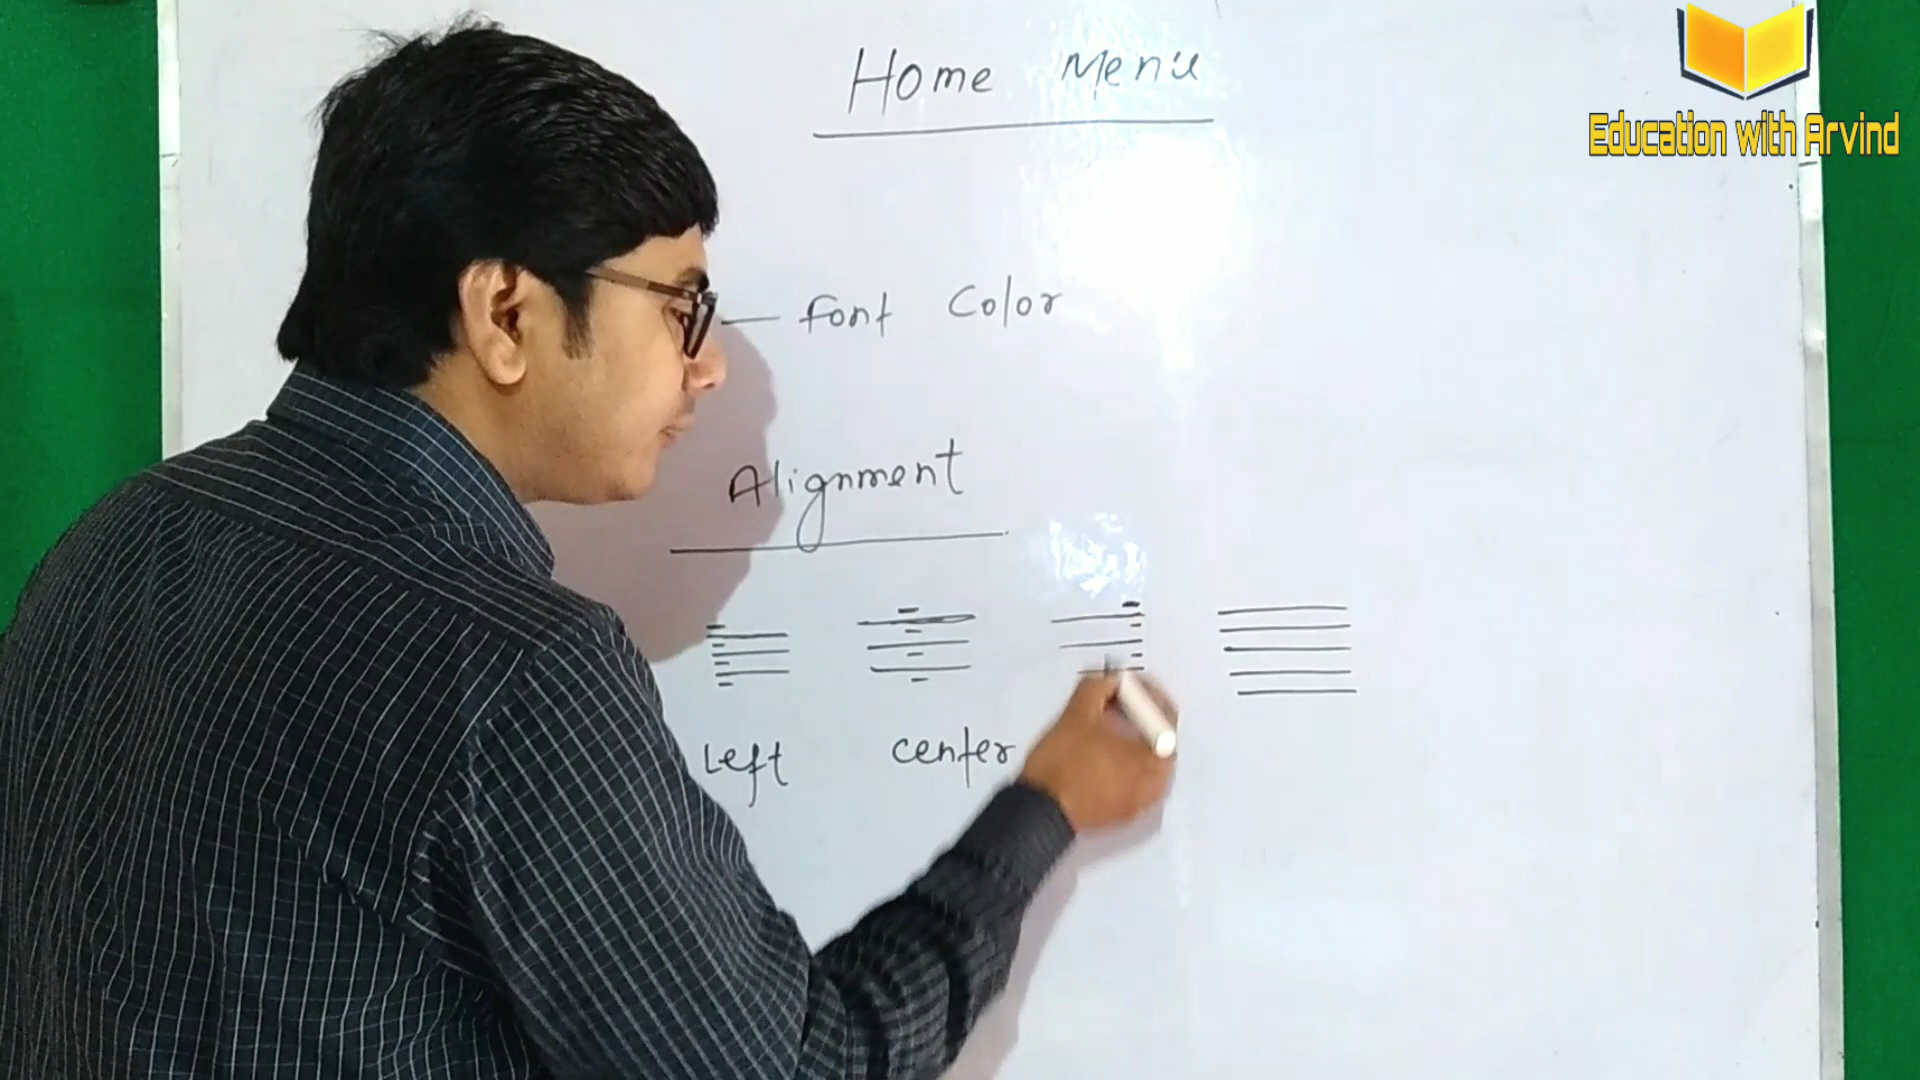 Home Menu
Education with Arvind
Font Color
Alignment
Left center